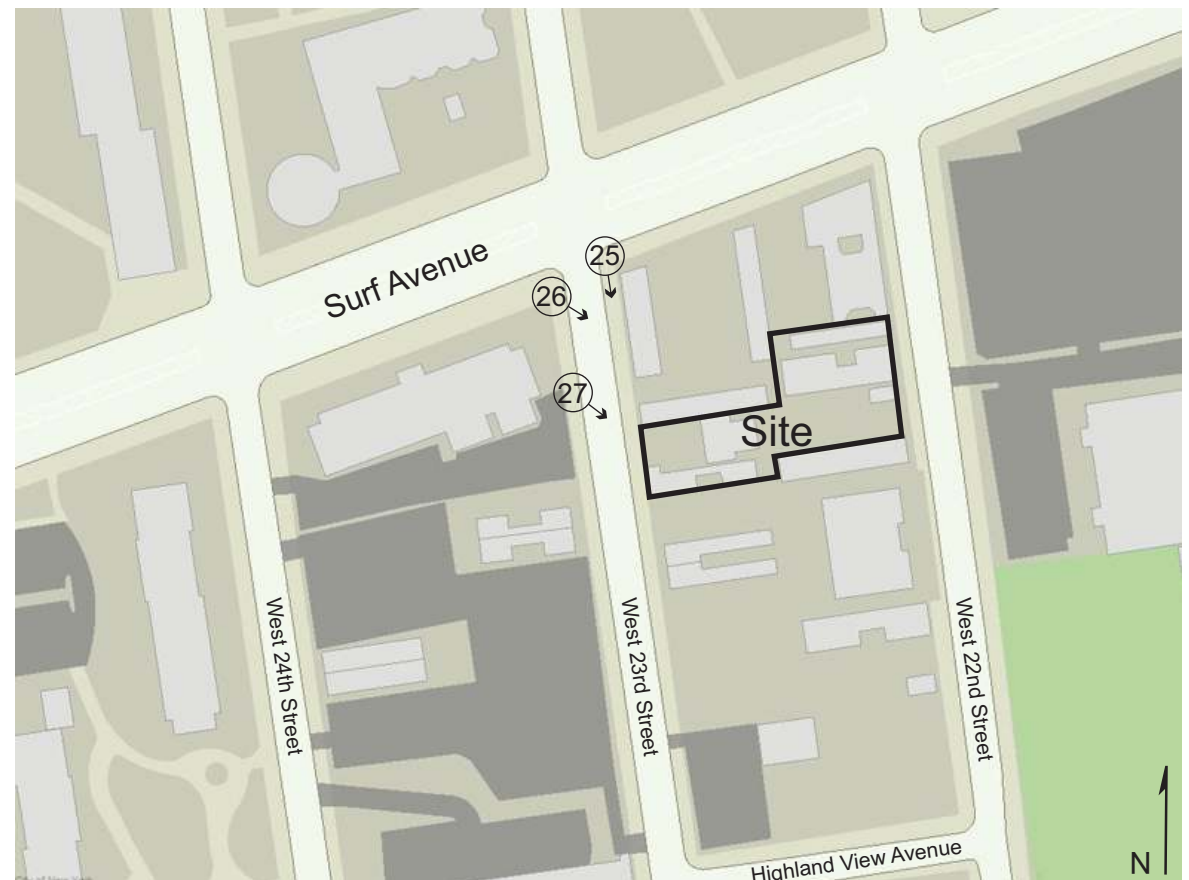 25
26
Surf Avenue
27
Site
West 24th Street
West 23rd Street
West 22nd Street
Highland View Avenue
N